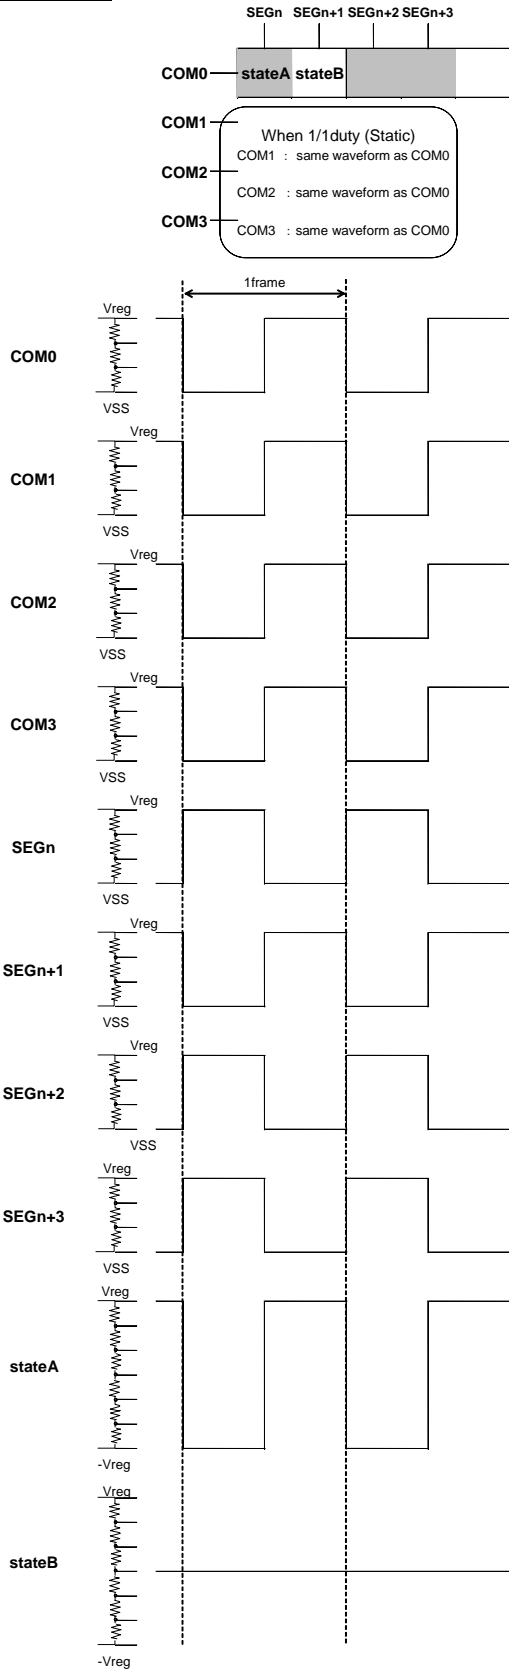 SEGn SEGn+1 SEGn+2 SEGn+3
COM0 stateA stateB
COM1
When 1/1duty (Static)
COM1 : same waveform as COM0
COM2
COM2 : same waveform as COM0
COM3
COM3 : same waveform as COM0
1frame
Vreg
COM0
VSS
Vreg
COM1
VSS
Vreg
COM2
VSS
Vreg
COM3
VSS
Vreg
SEGn
VSS
Vreg
SEGn+1
VSS
Vreg
SEGn+2
VSS
Vreg
SEGn+3
VSS
Vreg
stateA
-Vreg
Vreg
stateB
-Vreg